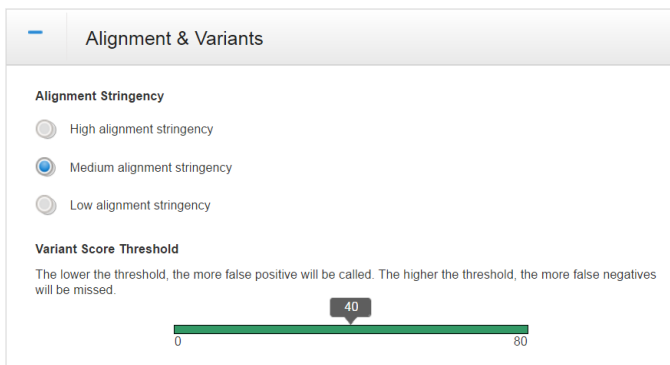 Alignment & Variants
Alignment Stringency
High alignment stringency
Medium alignment stringency
Low alignment stringency
Variant Score Threshold
The lower the threshold, the more false positive will be called. The higher the threshold, the more false negatives
will be missed.
40
0 80